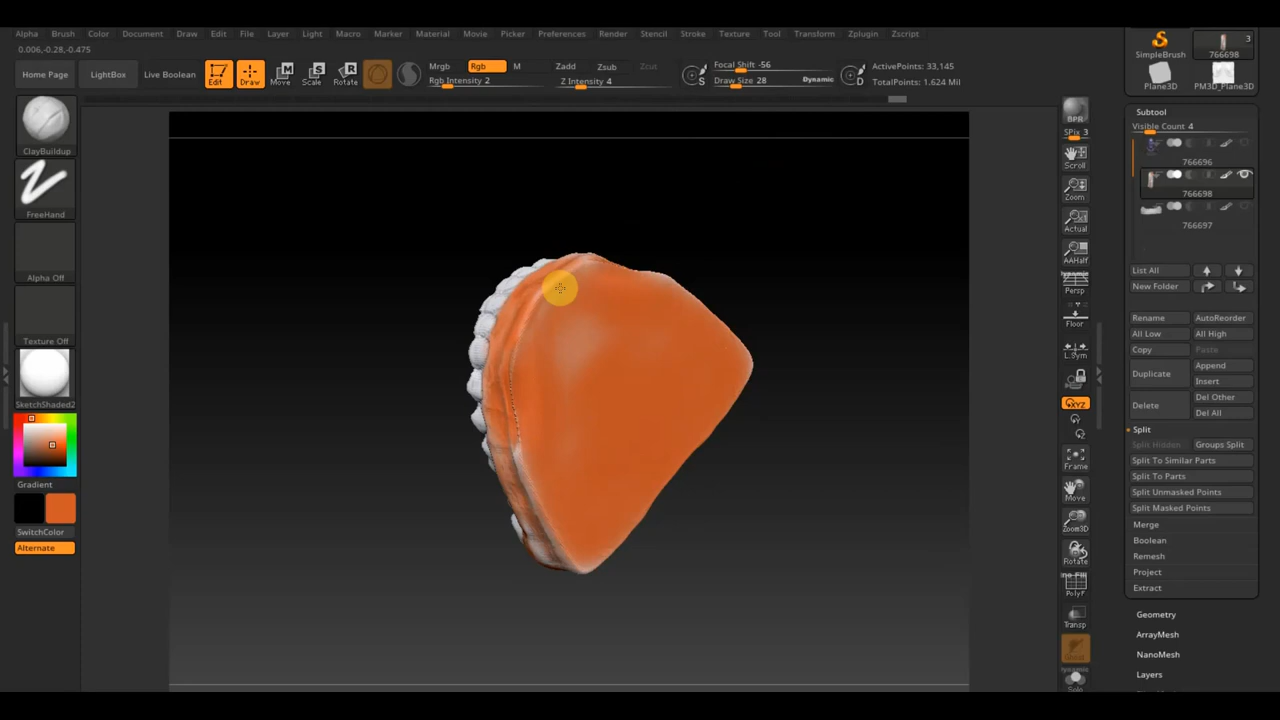 Alpha Brush Color Document Draw Edit File Layer Light Macro Marker Material Movie Picker Preferences Render Stencil Stroke Texture Tool Transform Zplugin Zscript
0.006,-0.28,-0.475
Home Page LightBox Live Boolean Edit Draw Move Scale Rotate
Mrgb Rgb M Zadd Zsub Zcut
Rgb Intensity 2 Z Intensity 4
S Focal Shift -56
Draw Size 28 Dynamic
D ActivePoints: 33,145
TotalPoints: 1.624 Mil
ClayBuildup
FreeHand
Alpha Off
Texture Off
SketchShaded2
Gradient
SwitchColor
Alternate
BPR
SPix 3
Scroll
Zoom
Actual
AAHalf
Dynamic
Persp
Floor
L.Sym
XYZ
Frame
Move
Zoom3D
Rotate
PolyF
Transp
Ghost
Solo
SimpleBrush
3
766698
Plane3D PM3D_Plane3D
Subtool
Visible Count 4
766696
766698
766697
List All
New Folder
Rename AutoReorder
All Low All High
Copy Paste
Duplicate Append
Insert
Delete Del Other
Del All
Split
Split Hidden Groups Split
Split To Similar Parts
Split To Parts
Split Unmasked Points
Split Masked Points
Merge
Boolean
Remesh
Project
Extract
Geometry
ArrayMesh
NanoMesh
Layers